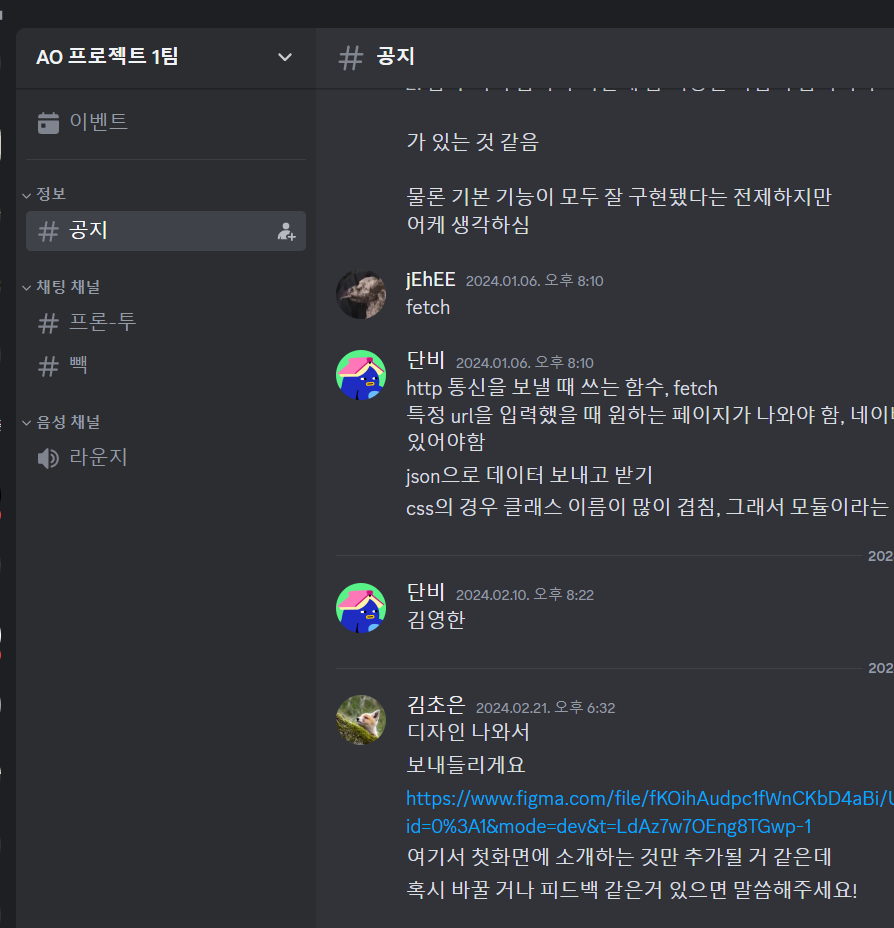 AO 프로젝트 1팀
이벤트
정보
공지
채팅 채널
프론-투
빽
음성 채널
라운지
공지
가 있는 것 같음
물론 기본 기능이 모두 잘 구현됐다는 전제하지만
어케 생각하심
jEhEE 2024.01.06. 오후 8:10
fetch
단비 2024.01.06. 오후 8:10
http 통신을 보낼 때 쓰는 함수, fetch
특정 url을 입력했을 때 원하는 페이지가 나와야 함, 네이
있어야함
json으로 데이터 보내고 받기
css의 경우 클래스 이름이 많이 겹침, 그래서 모듈이라는
202
단비 2024.02.10. 오후 8:22
김영한
202
김초은 2024.02.21. 오후 6:32
디자인 나와서
보내들리게요
https://www.figma.com/file/fKOihAudpc1fWnCKbD4aBi/
id=0%3A1&mode=dev&t=LdAz7w7OEng8TGwp-1
여기서 첫화면에 소개하는 것만 추가될 거 같은데
혹시 바꿀 거나 피드백 같은거 있으면 말씀해주세요!